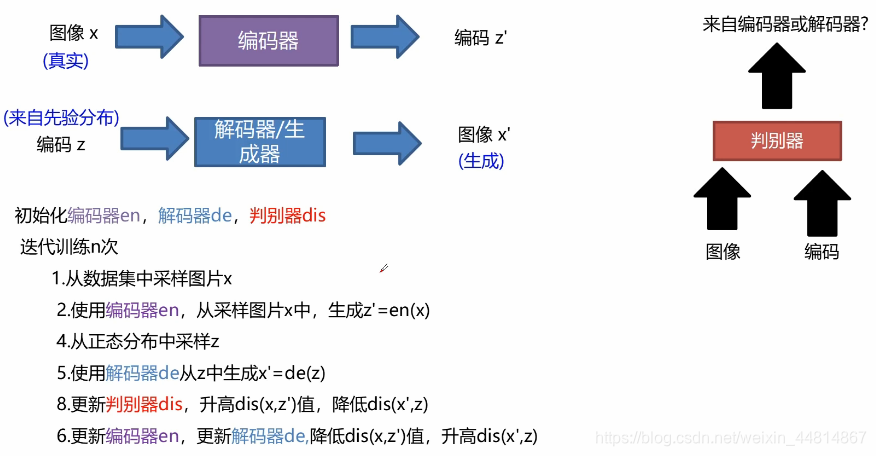 图像 x
(真实)
编码器
编码 z'
来自编码器或解码器?
(来自先验分布)
编码 z
解码器/生
成器
图像 x'
(生成)
判别器
图像
编码
初始化编码器en，解码器de，判别器dis
迭代训练n次
1.从数据集中采样图片x
2.使用编码器en，从采样图片x中，生成z'=en(x)
4.从正态分布中采样z
5.使用解码器de从z中生成x'=de(z)
8.更新判别器dis，升高dis(x,z')值，降低dis(x',z)
6.更新编码器en，更新解码器de,降低dis(x,z')值，升高dis(x',z)
https://blog.csdn.net/weixin_44814867